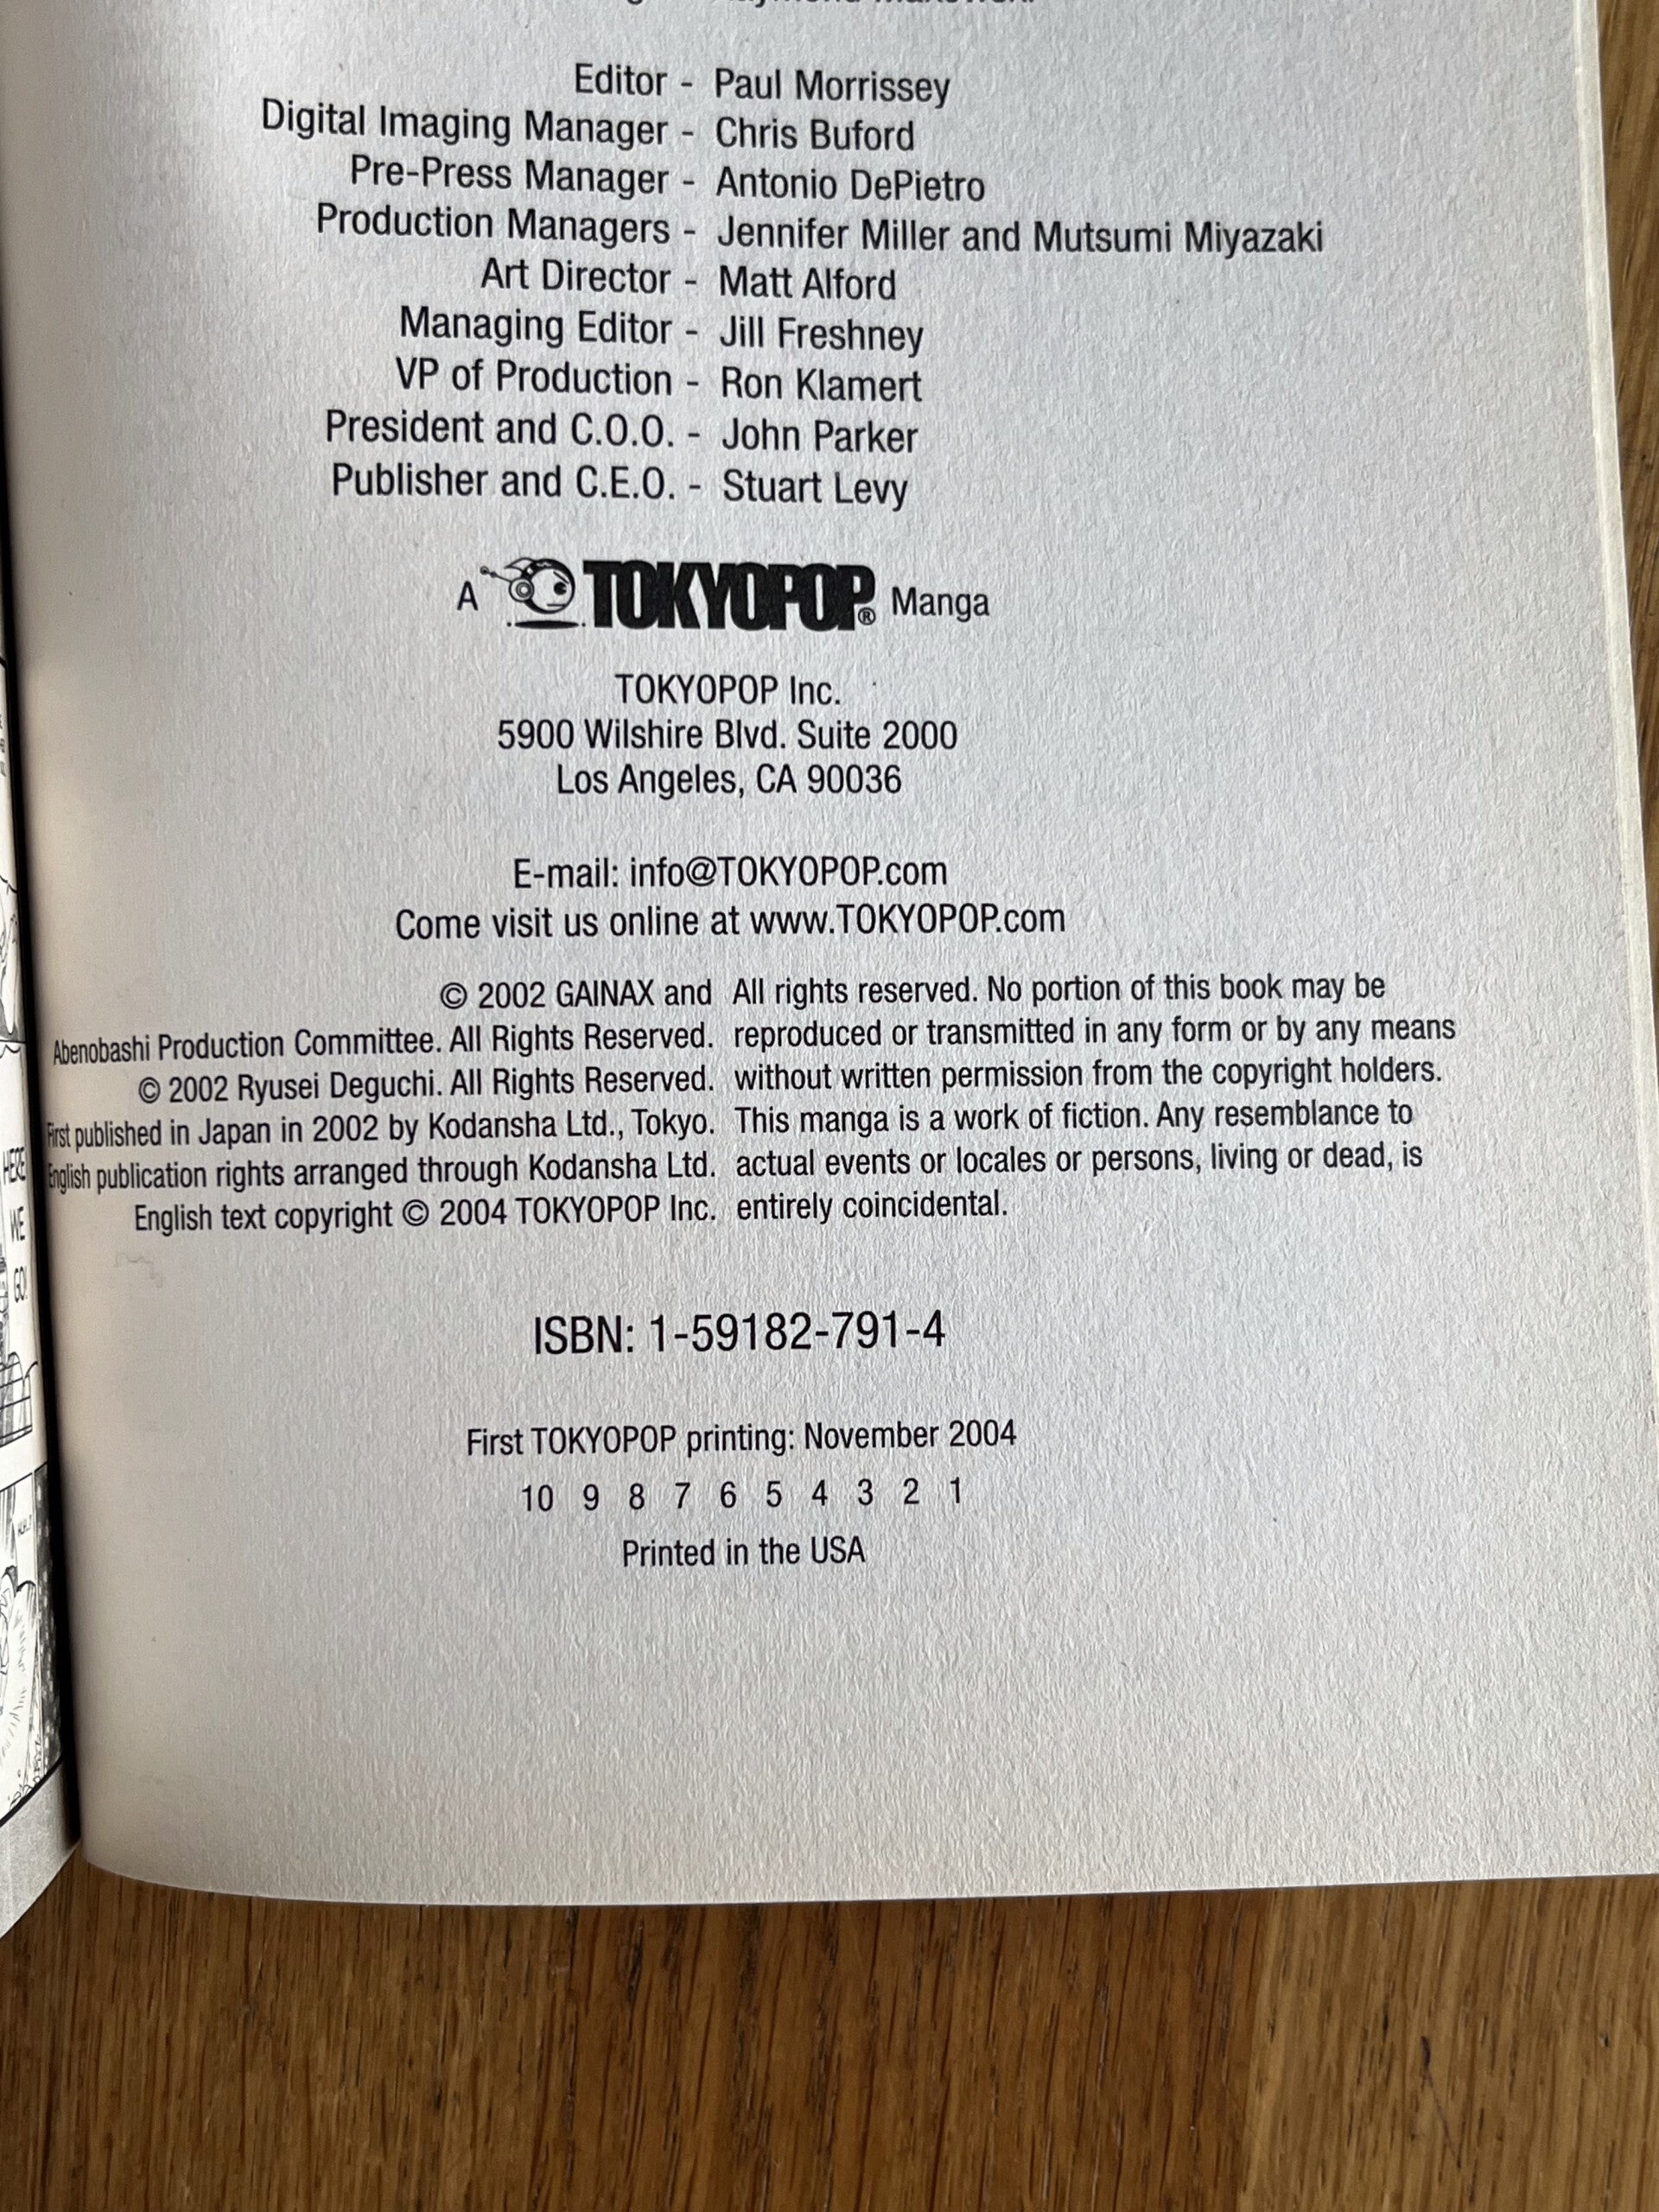 Editor - Paul Morrissey
Digital Imaging Manager - Chris Buford
Pre-Press Manager - Antonio DePietro
Production Managers - Jennifer Miller and Mutsumi Miyazaki
Art Director - Matt Alford
Managing Editor - Jill Freshney
VP of Production - Ron Klamert
President and C.O.O. - John Parker
Publisher and C.E.O. - Stuart Levy
A TOKYOPOP® Manga
TOKYOPOP Inc.
5900 Wilshire Blvd. Suite 2000
Los Angeles, CA 90036
E-mail: info@TOKYOPOP.com
Come visit us online at www.TOKYOPOP.com
© 2002 GAINAX and
Abenobashi Production Committee. All Rights Reserved.
© 2002 Ryusei Deguchi. All Rights Reserved.
First published in Japan in 2002 by Kodansha Ltd., Tokyo.
English publication rights arranged through Kodansha Ltd.
English text copyright © 2004 TOKYOPOP Inc.
All rights reserved. No portion of this book may be
reproduced or transmitted in any form or by any means
without written permission from the copyright holders.
This manga is a work of fiction. Any resemblance to
actual events or locales or persons, living or dead, is
entirely coincidental.
ISBN: 1-59182-791-4
First TOKYOPOP printing: November 2004
10 9 8 7 6 5 4 3 2 1
Printed in the USA
HERE
WE
GO!